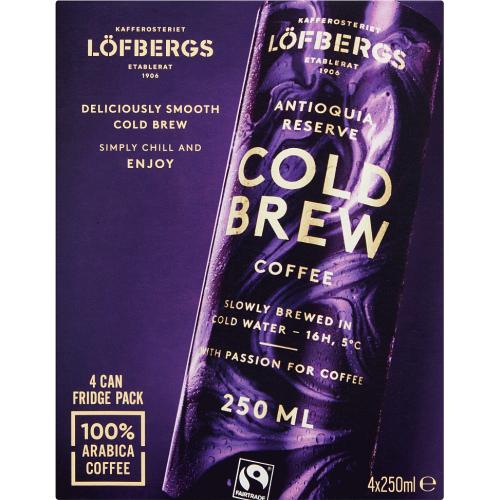 KAFFEROSTERIET
LÖFBERGS
ETABLERAT
1906
DELICIOUSLY SMOOTH
COLD BREW
SIMPLY CHILL AND
ENJOY
4 CAN
FRIDGE PACK
100%
ARABICA
COFFEE
KAFFEROSTERIET
LÖFBERGS
ETABLERAT
1906
ANTIOQUIA
RESERVE
COLD
BREW
COFFEE
SLOWLY BREWED IN
COLD WATER – 16H, 5°C
WITH PASSION FOR COFFEE
250 ML
FAIRTRADE
4x250ml ℮